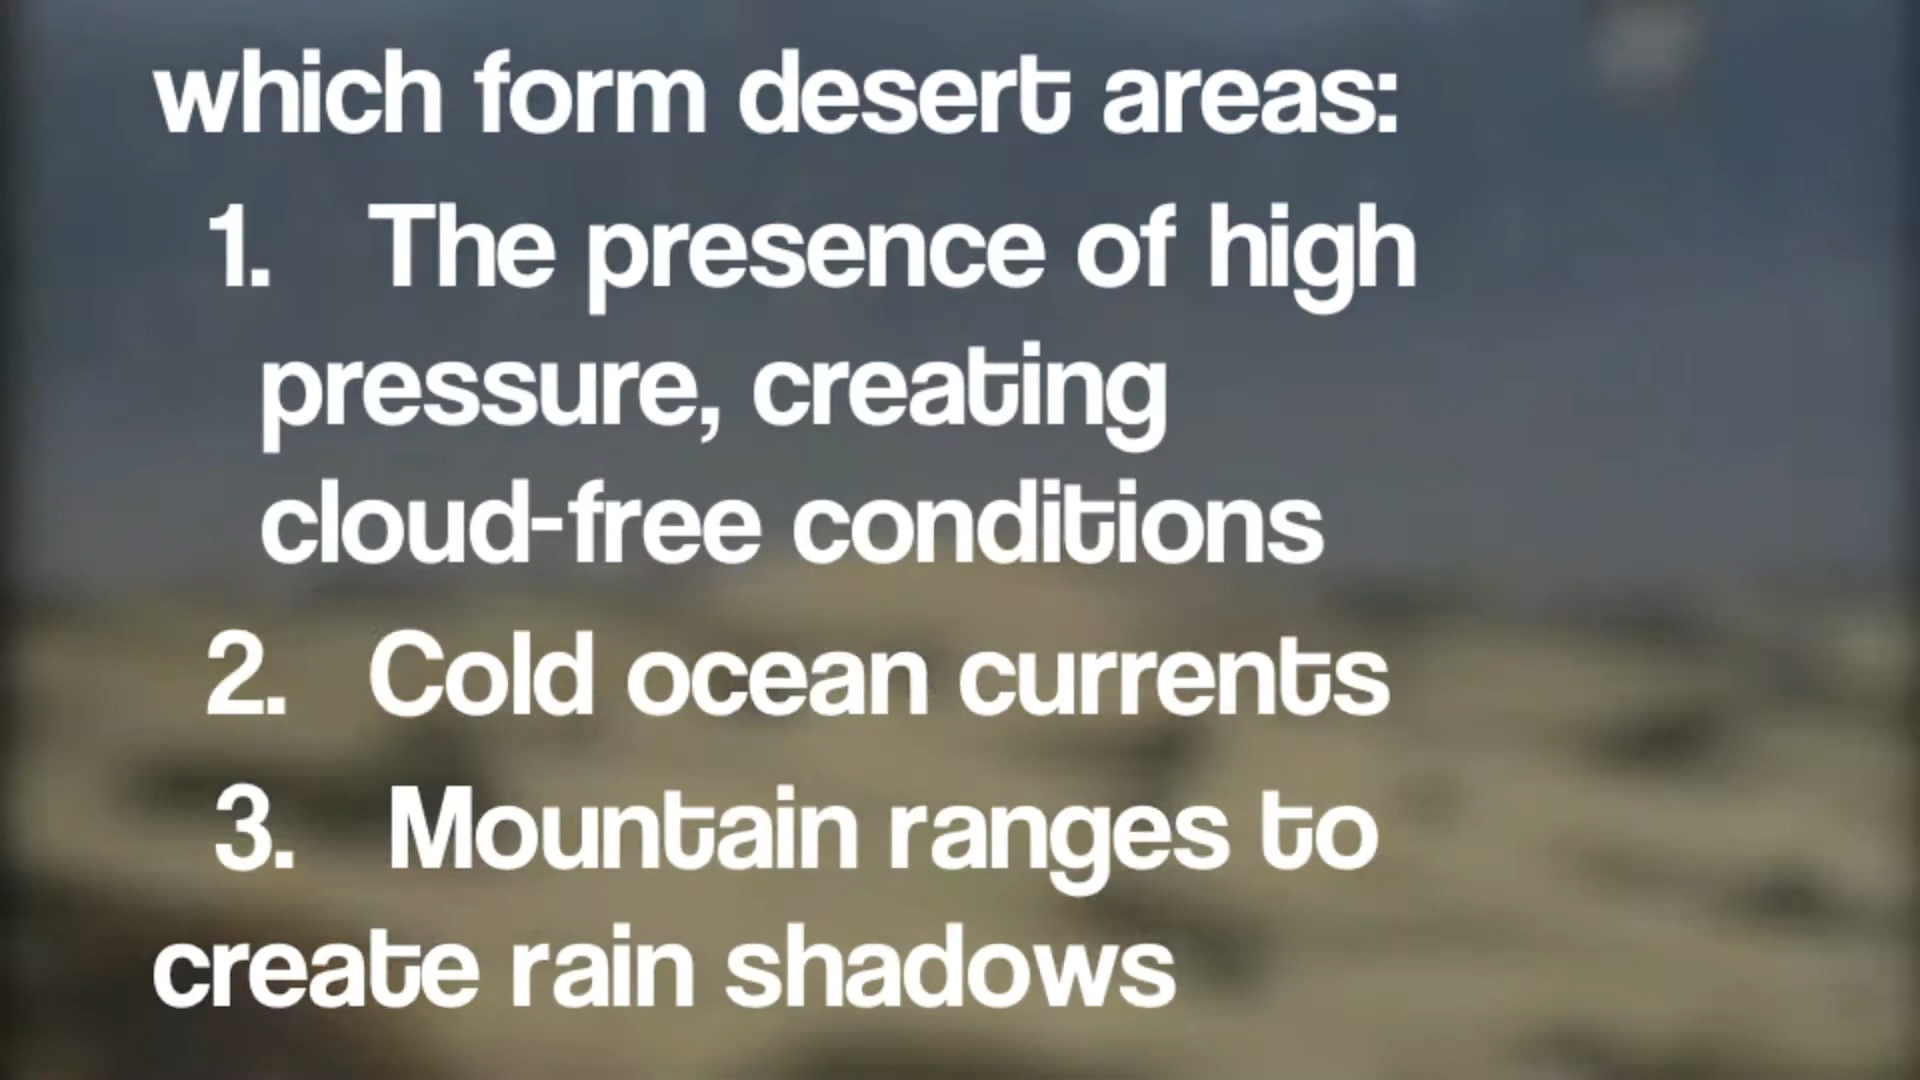 which form desert areas:
1. The presence of high
pressure, creating
cloud-free conditions
2. Cold ocean currents
3. Mountain ranges to
create rain shadows